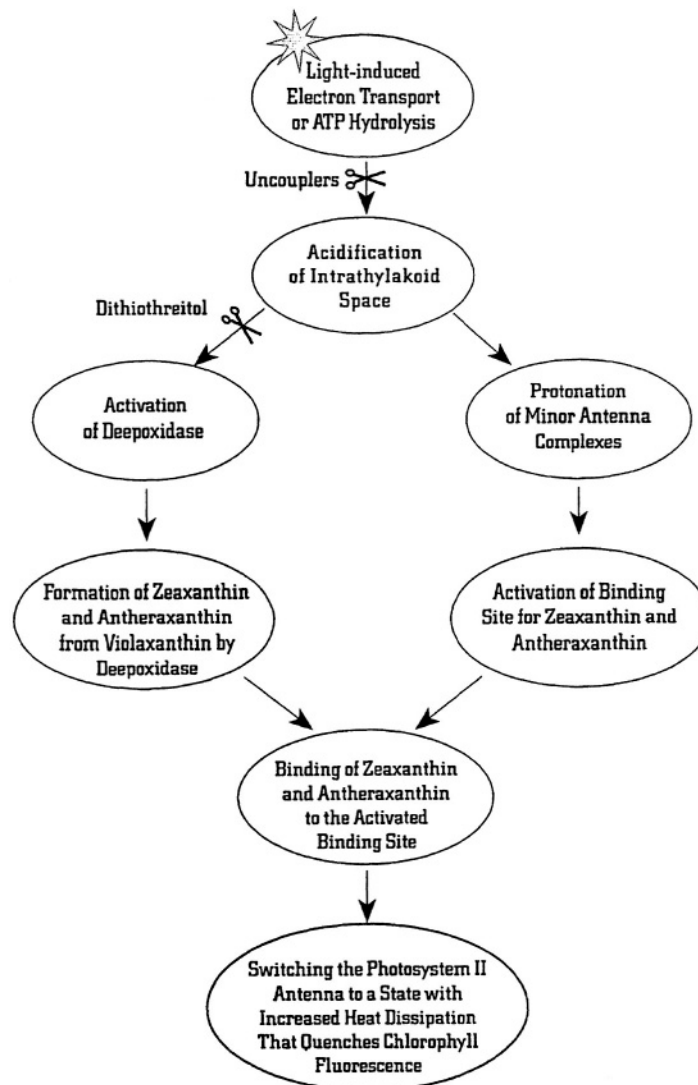 Light-induced
Electron Transport
or ATP Hydrolysis
Uncouplers
Acidification
of Intrathylakoid
Space
Dithiothreitol
Activation
of Deepoxidase
Protonation
of Minor Antenna
Complexes
Formation of Zeaxanthin
and Antheraxanthin
from Violaxanthin by
Deepoxidase
Activation of Binding
Site for Zeaxanthin and
Antheraxanthin
Binding of Zeaxanthin
and Antheraxanthin
to the Activated
Binding Site
Switching the Photosystem II
Antenna to a State with
Increased Heat Dissipation
That Quenches Chlorophyll
Fluorescence